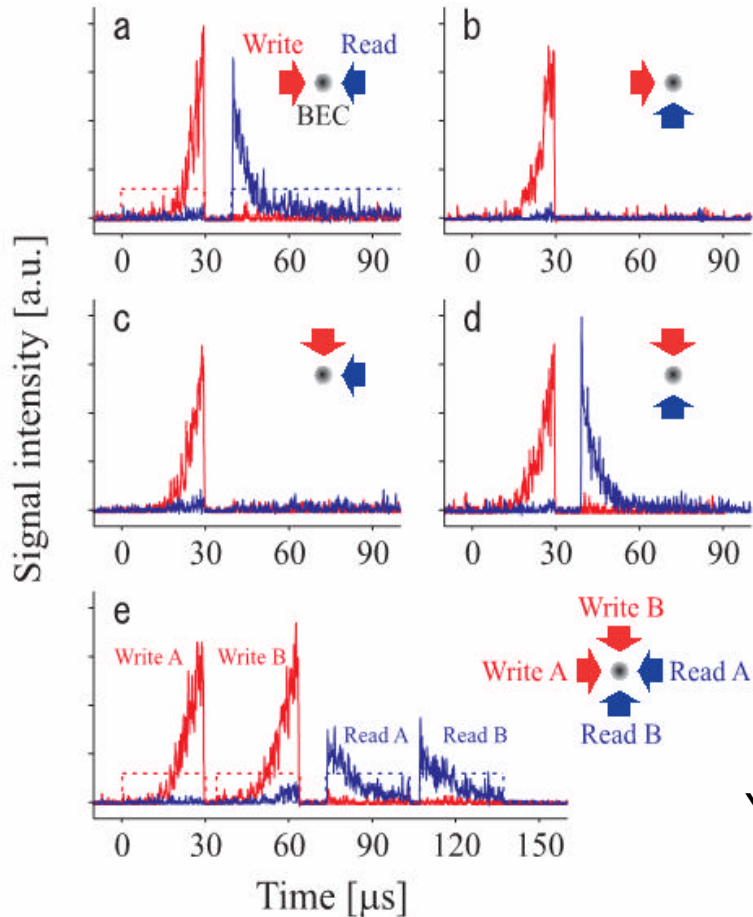 Signal intensity [a.u.]
a
Write
Read
BEC
0 30 60 90
b
0 30 60 90
c
0 30 60 90
d
0 30 60 90
e
Write A
Write B
Read A
Read B
Write B
Write A
Read A
Read B
0 30 60 90 120 150
Time [μs]